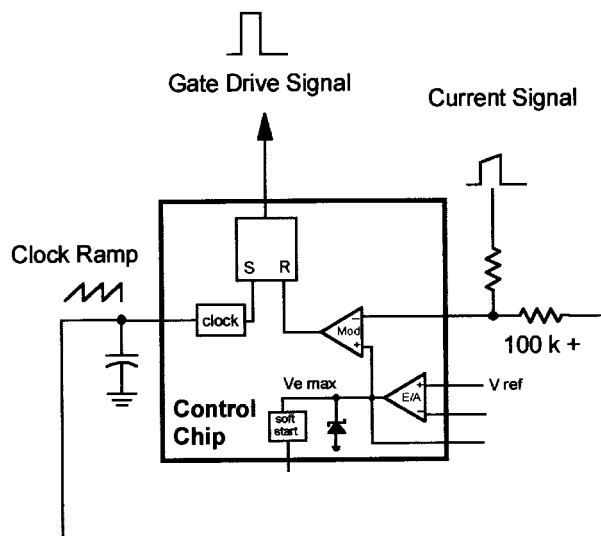 Gate Drive Signal
Current Signal
Clock Ramp
S R
clock
Mod
−
+
100 k +
Ve max
Control
Chip
soft
start
E/A
+
−
V ref